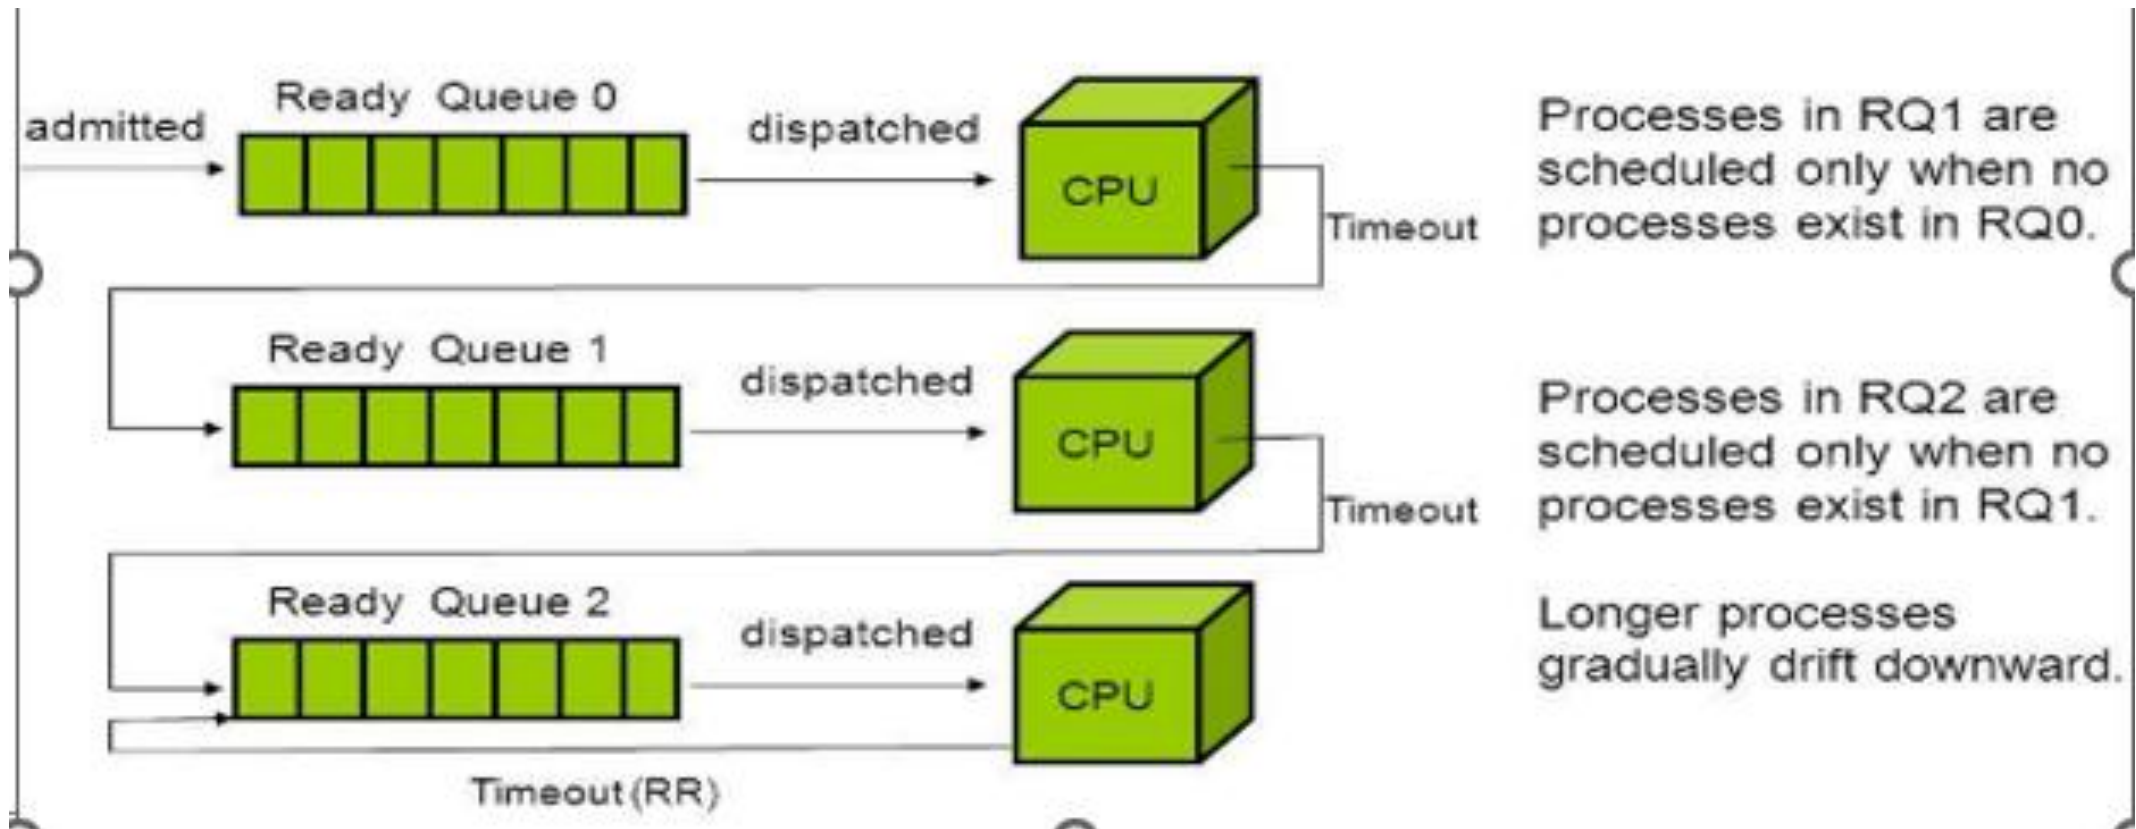 Ready Queue 0
admitted
dispatched
CPU
Timeout
Processes in RQ1 are
scheduled only when no
processes exist in RQ0.
Ready Queue 1
dispatched
CPU
Timeout
Processes in RQ2 are
scheduled only when no
processes exist in RQ1.
Ready Queue 2
dispatched
CPU
Longer processes
gradually drift downward.
Timeout (RR)